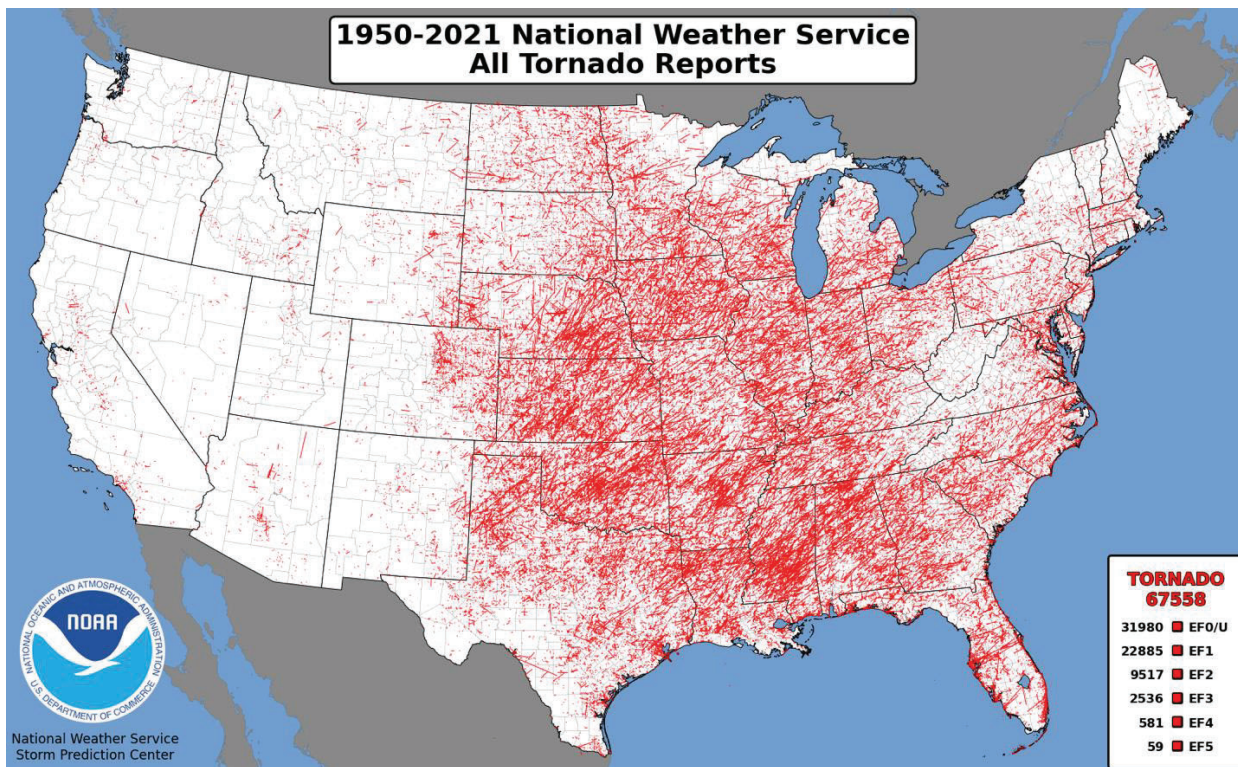 1950-2021 National Weather Service
All Tornado Reports
TORNADO
67558
31980 EF0/U
22885 EF1
9517 EF2
2536 EF3
581 EF4
59 EF5
NATIONAL OCEANIC AND ATMOSPHERIC ADMINISTRATION
NOAA
U.S. DEPARTMENT OF COMMERCE
National Weather Service
Storm Prediction Center